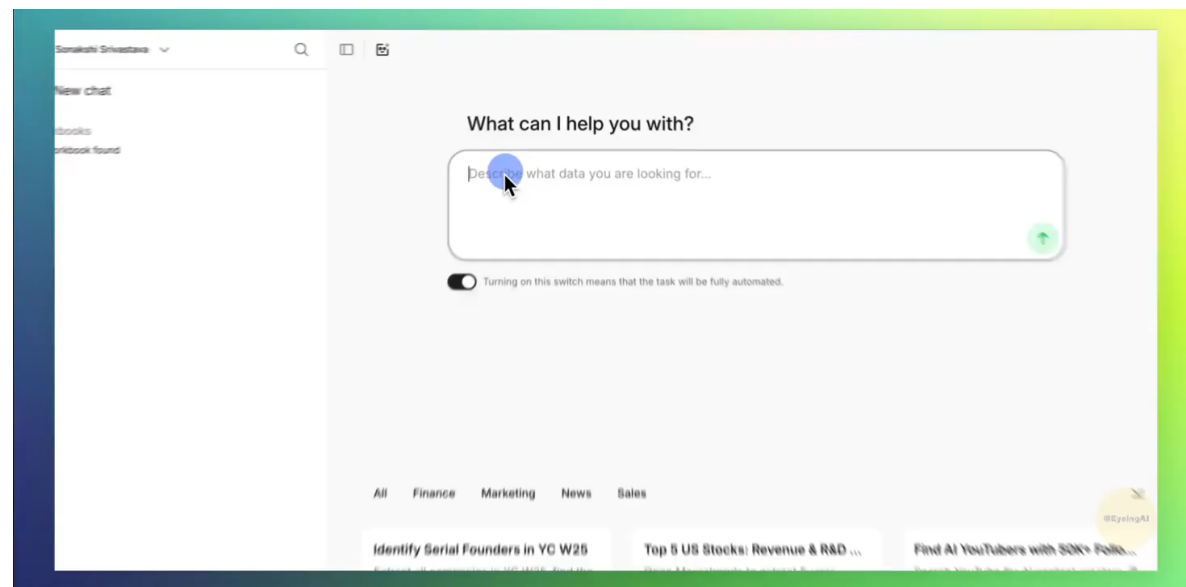 Sonakshi Srivastava
New chat
books
orkbook found
What can I help you with?
Describe what data you are looking for...
Turning on this switch means that the task will be fully automated.
All Finance Marketing News Sales
@EyeingAI
Identify Serial Founders in YC W25
Top 5 US Stocks: Revenue & R&D ...
Find AI YouTubers with 50K+ Follo...